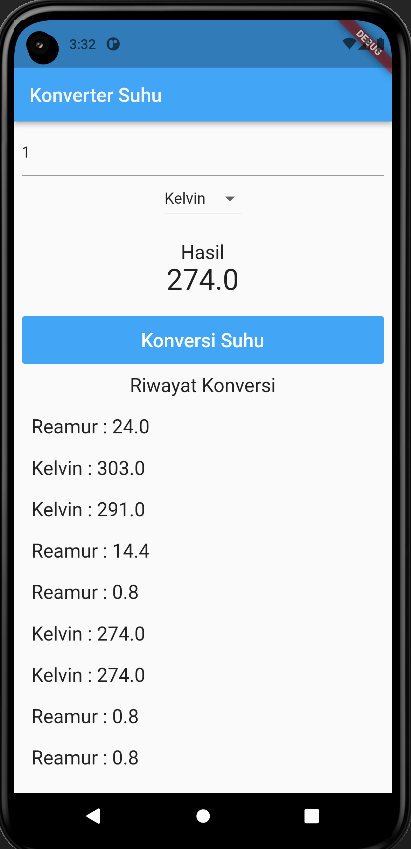 3:32
DEBUG
Konverter Suhu
1
Kelvin
Hasil
274.0
Konversi Suhu
Riwayat Konversi
Reamur : 24.0
Kelvin : 303.0
Kelvin : 291.0
Reamur : 14.4
Reamur : 0.8
Kelvin : 274.0
Kelvin : 274.0
Reamur : 0.8
Reamur : 0.8